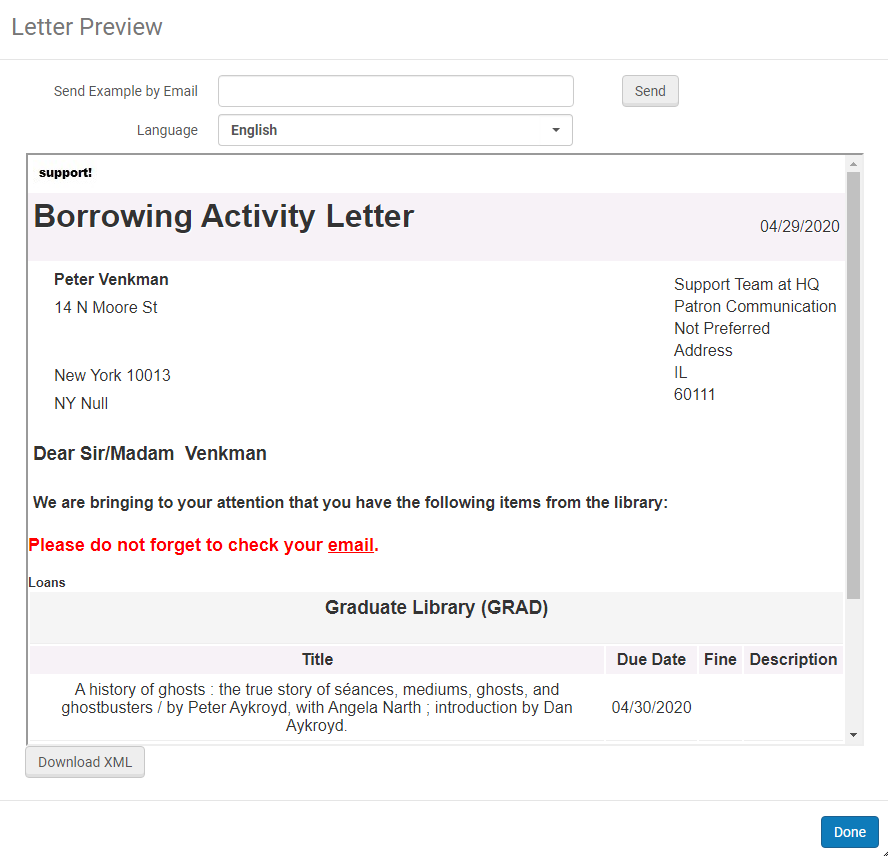 Letter Preview
Send Example by Email
Send
Language
English
support!
Borrowing Activity Letter
04/29/2020
Peter Venkman
14 N Moore St
New York 10013
NY Null
Support Team at HQ
Patron Communication
Not Preferred
Address
IL
60111
Dear Sir/Madam  Venkman
We are bringing to your attention that you have the following items from the library:
Please do not forget to check your email.
Loans
Graduate Library (GRAD)
Title Due Date Fine Description
A history of ghosts : the true story of séances, mediums, ghosts, and
ghostbusters / by Peter Aykroyd, with Angela Narth ; introduction by Dan
Aykroyd.
04/30/2020
Download XML
Done